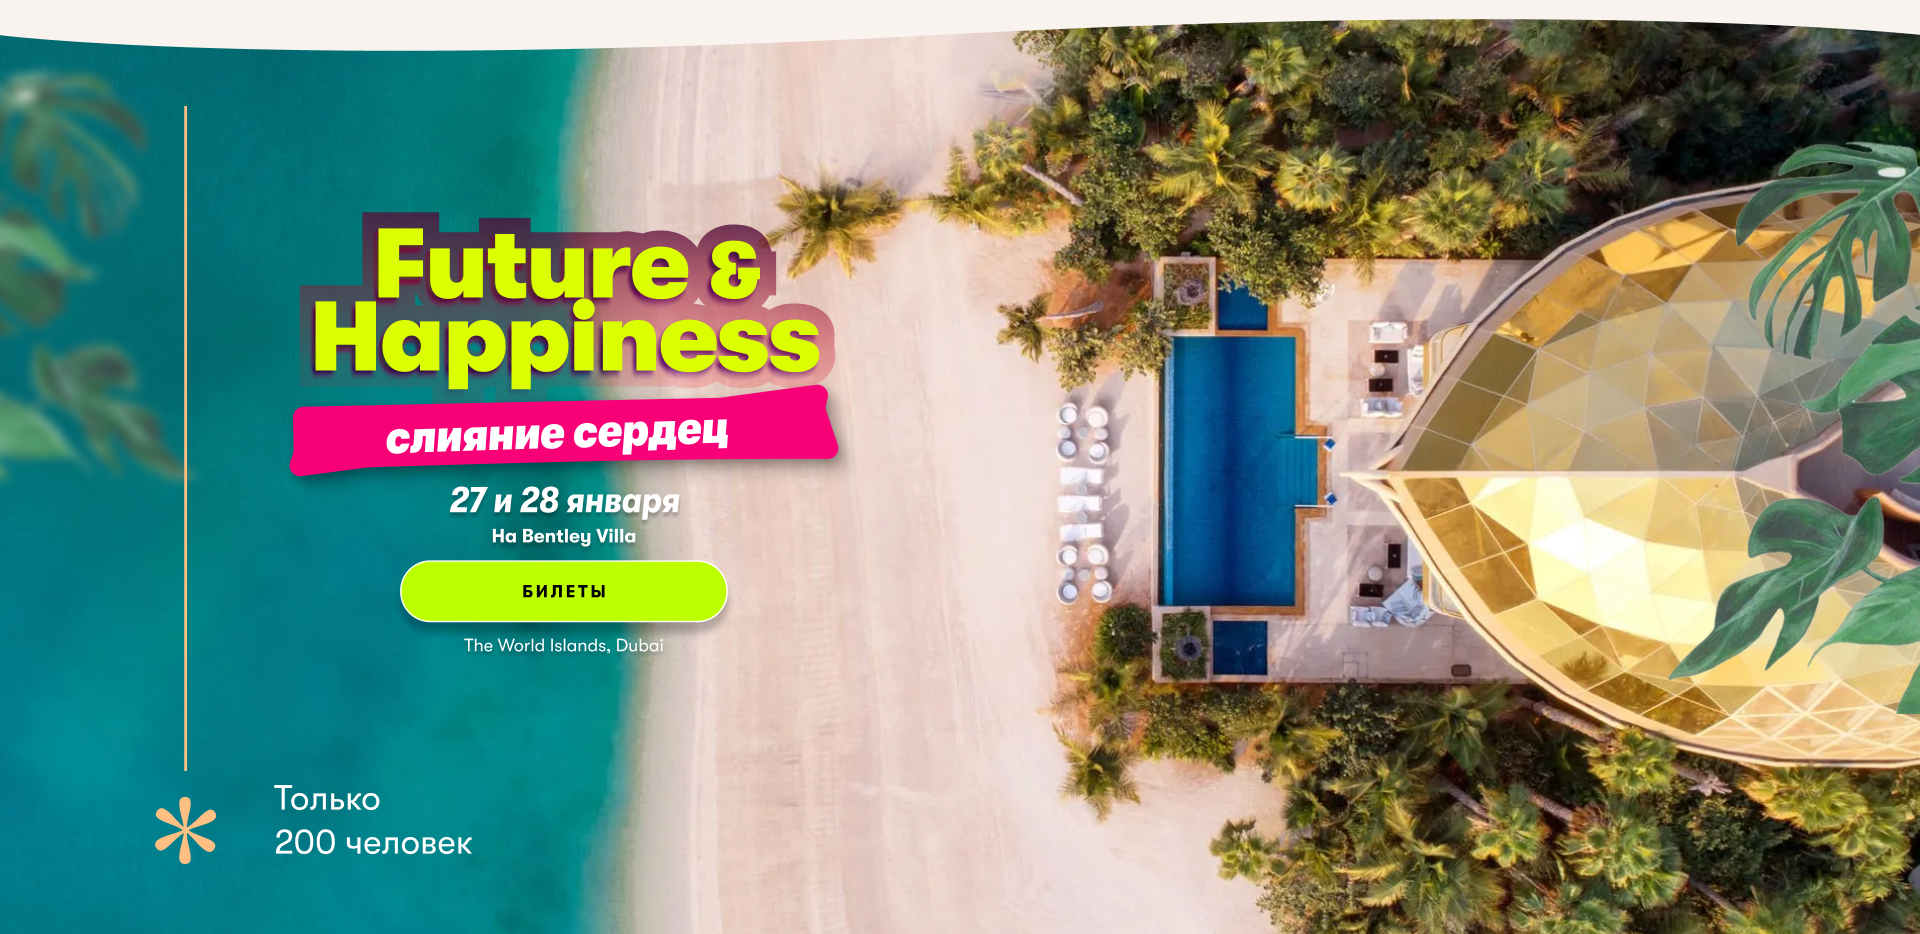 Future &
Happiness
слияние сердец
27 и 28 января
На Bentley Villa
БИЛЕТЫ
The World Islands, Dubai
Только
200 человек